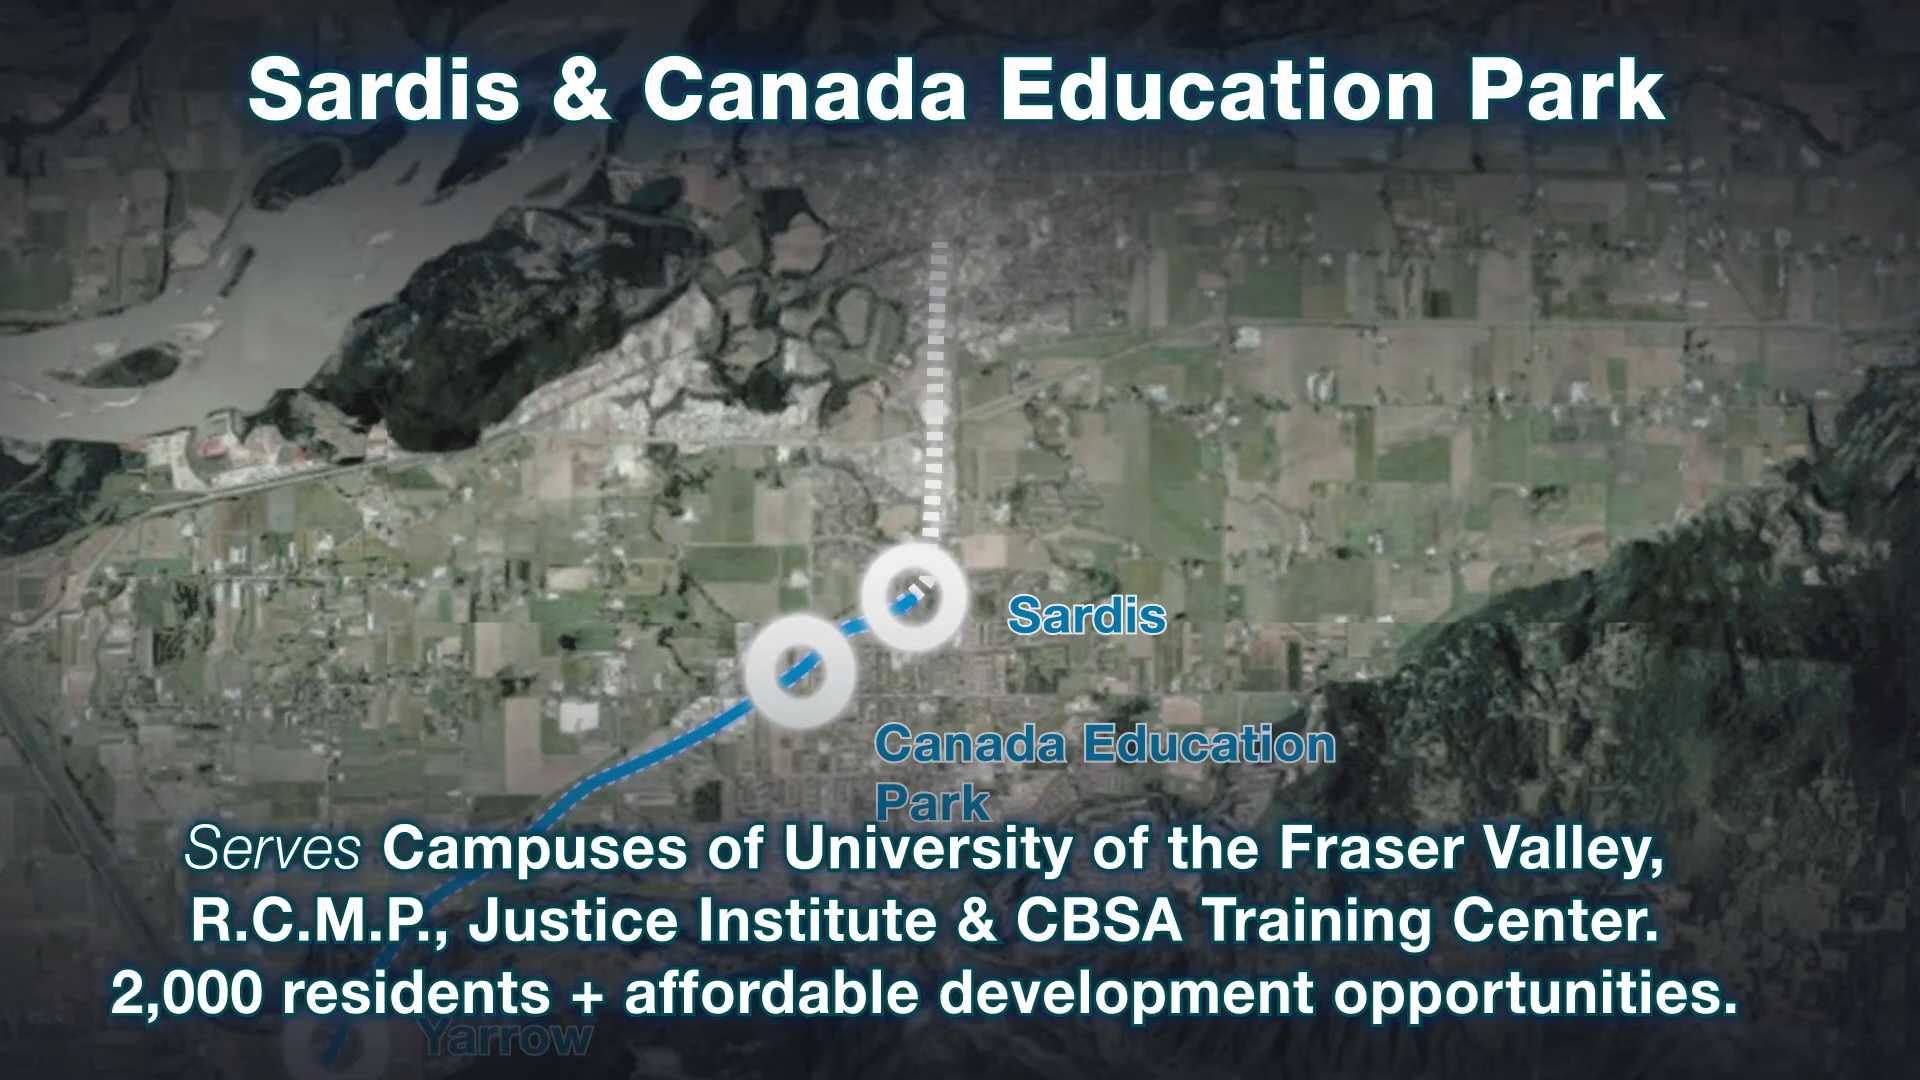 Sardis & Canada Education Park
Sardis
Canada Education
Park
Serves Campuses of University of the Fraser Valley,
R.C.M.P., Justice Institute & CBSA Training Center.
2,000 residents + affordable development opportunities.
Yarrow